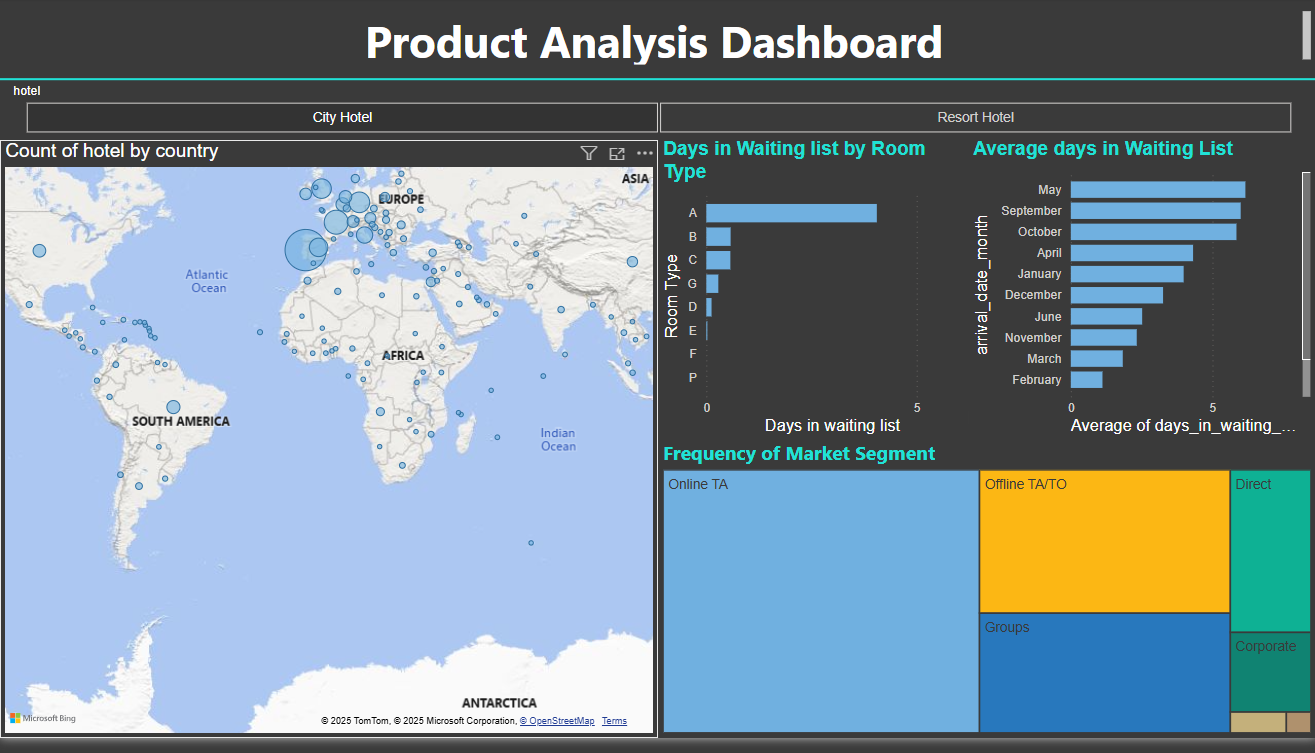 Product Analysis Dashboard
hotel
City Hotel
Resort Hotel
Count of hotel by country
ASIA
EUROPE
Atlantic
Ocean
AFRICA
SOUTH AMERICA
Indian
Ocean
ANTARCTICA
Microsoft Bing
© 2025 TomTom, © 2025 Microsoft Corporation, © OpenStreetMap Terms
Days in Waiting list by Room
Type
Room Type
A
B
C
G
D
E
F
P
0
5
Days in waiting list
Average days in Waiting List
arrival_date_month
May
September
October
April
January
December
June
November
March
February
0
5
Average of days_in_waiting_...
Frequency of Market Segment
Online TA
Offline TA/TO
Groups
Direct
Corporate